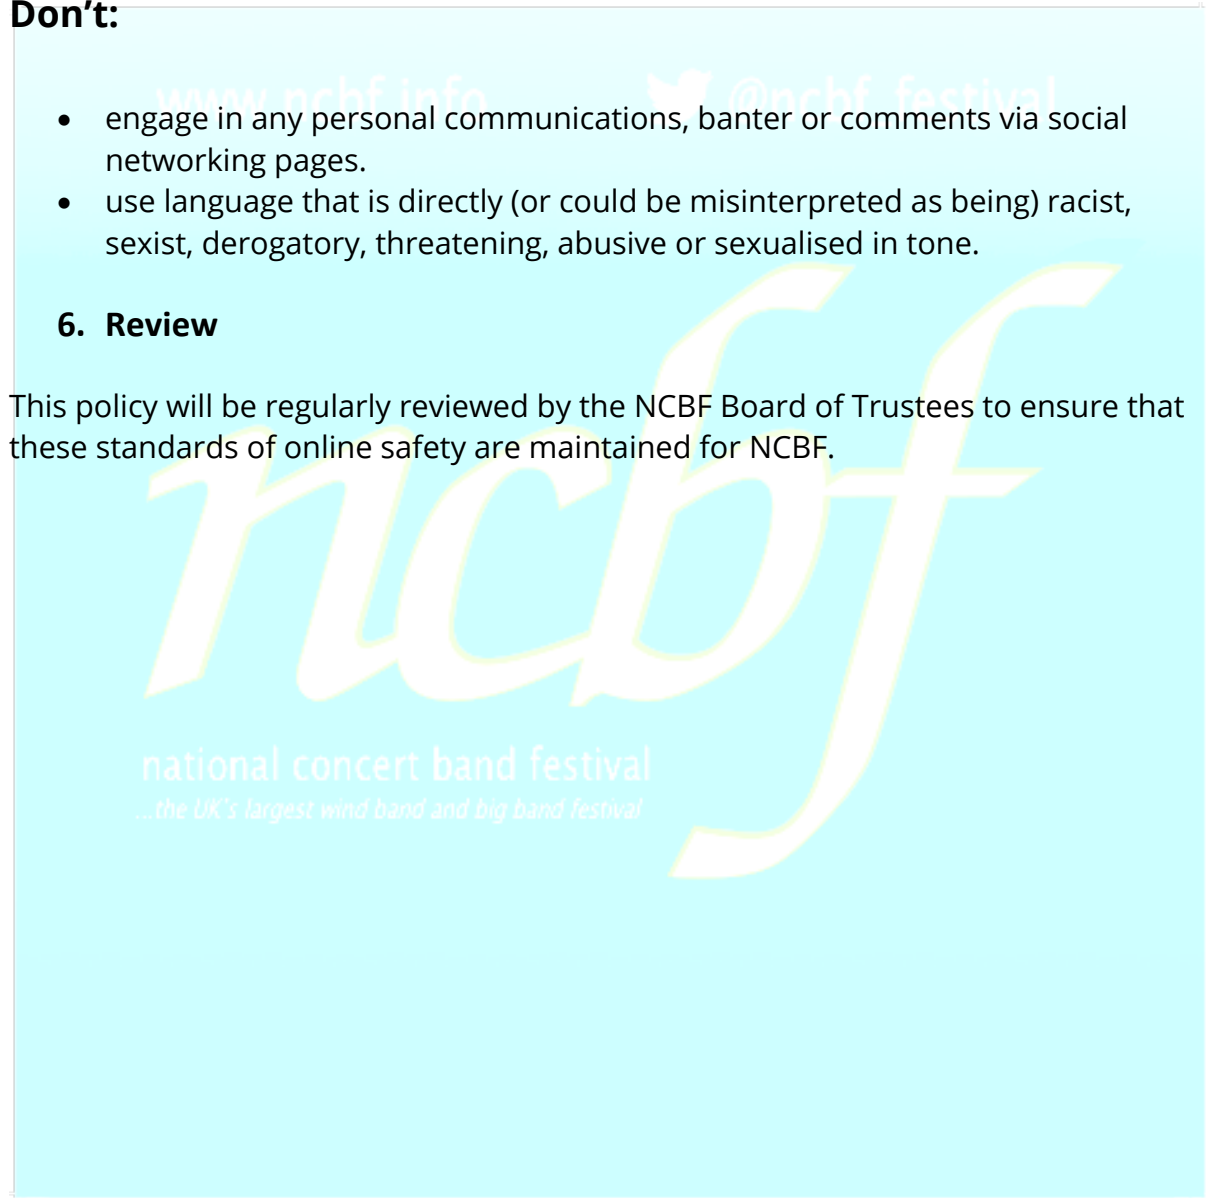 Don’t:
www.ncbf.info @ncbf_festival
• engage in any personal communications, banter or comments via social
networking pages.
• use language that is directly (or could be misinterpreted as being) racist,
sexist, derogatory, threatening, abusive or sexualised in tone.
6. Review
This policy will be regularly reviewed by the NCBF Board of Trustees to ensure that
these standards of online safety are maintained for NCBF.
ncbf
national concert band festival
...the UK's largest wind band and big band festival